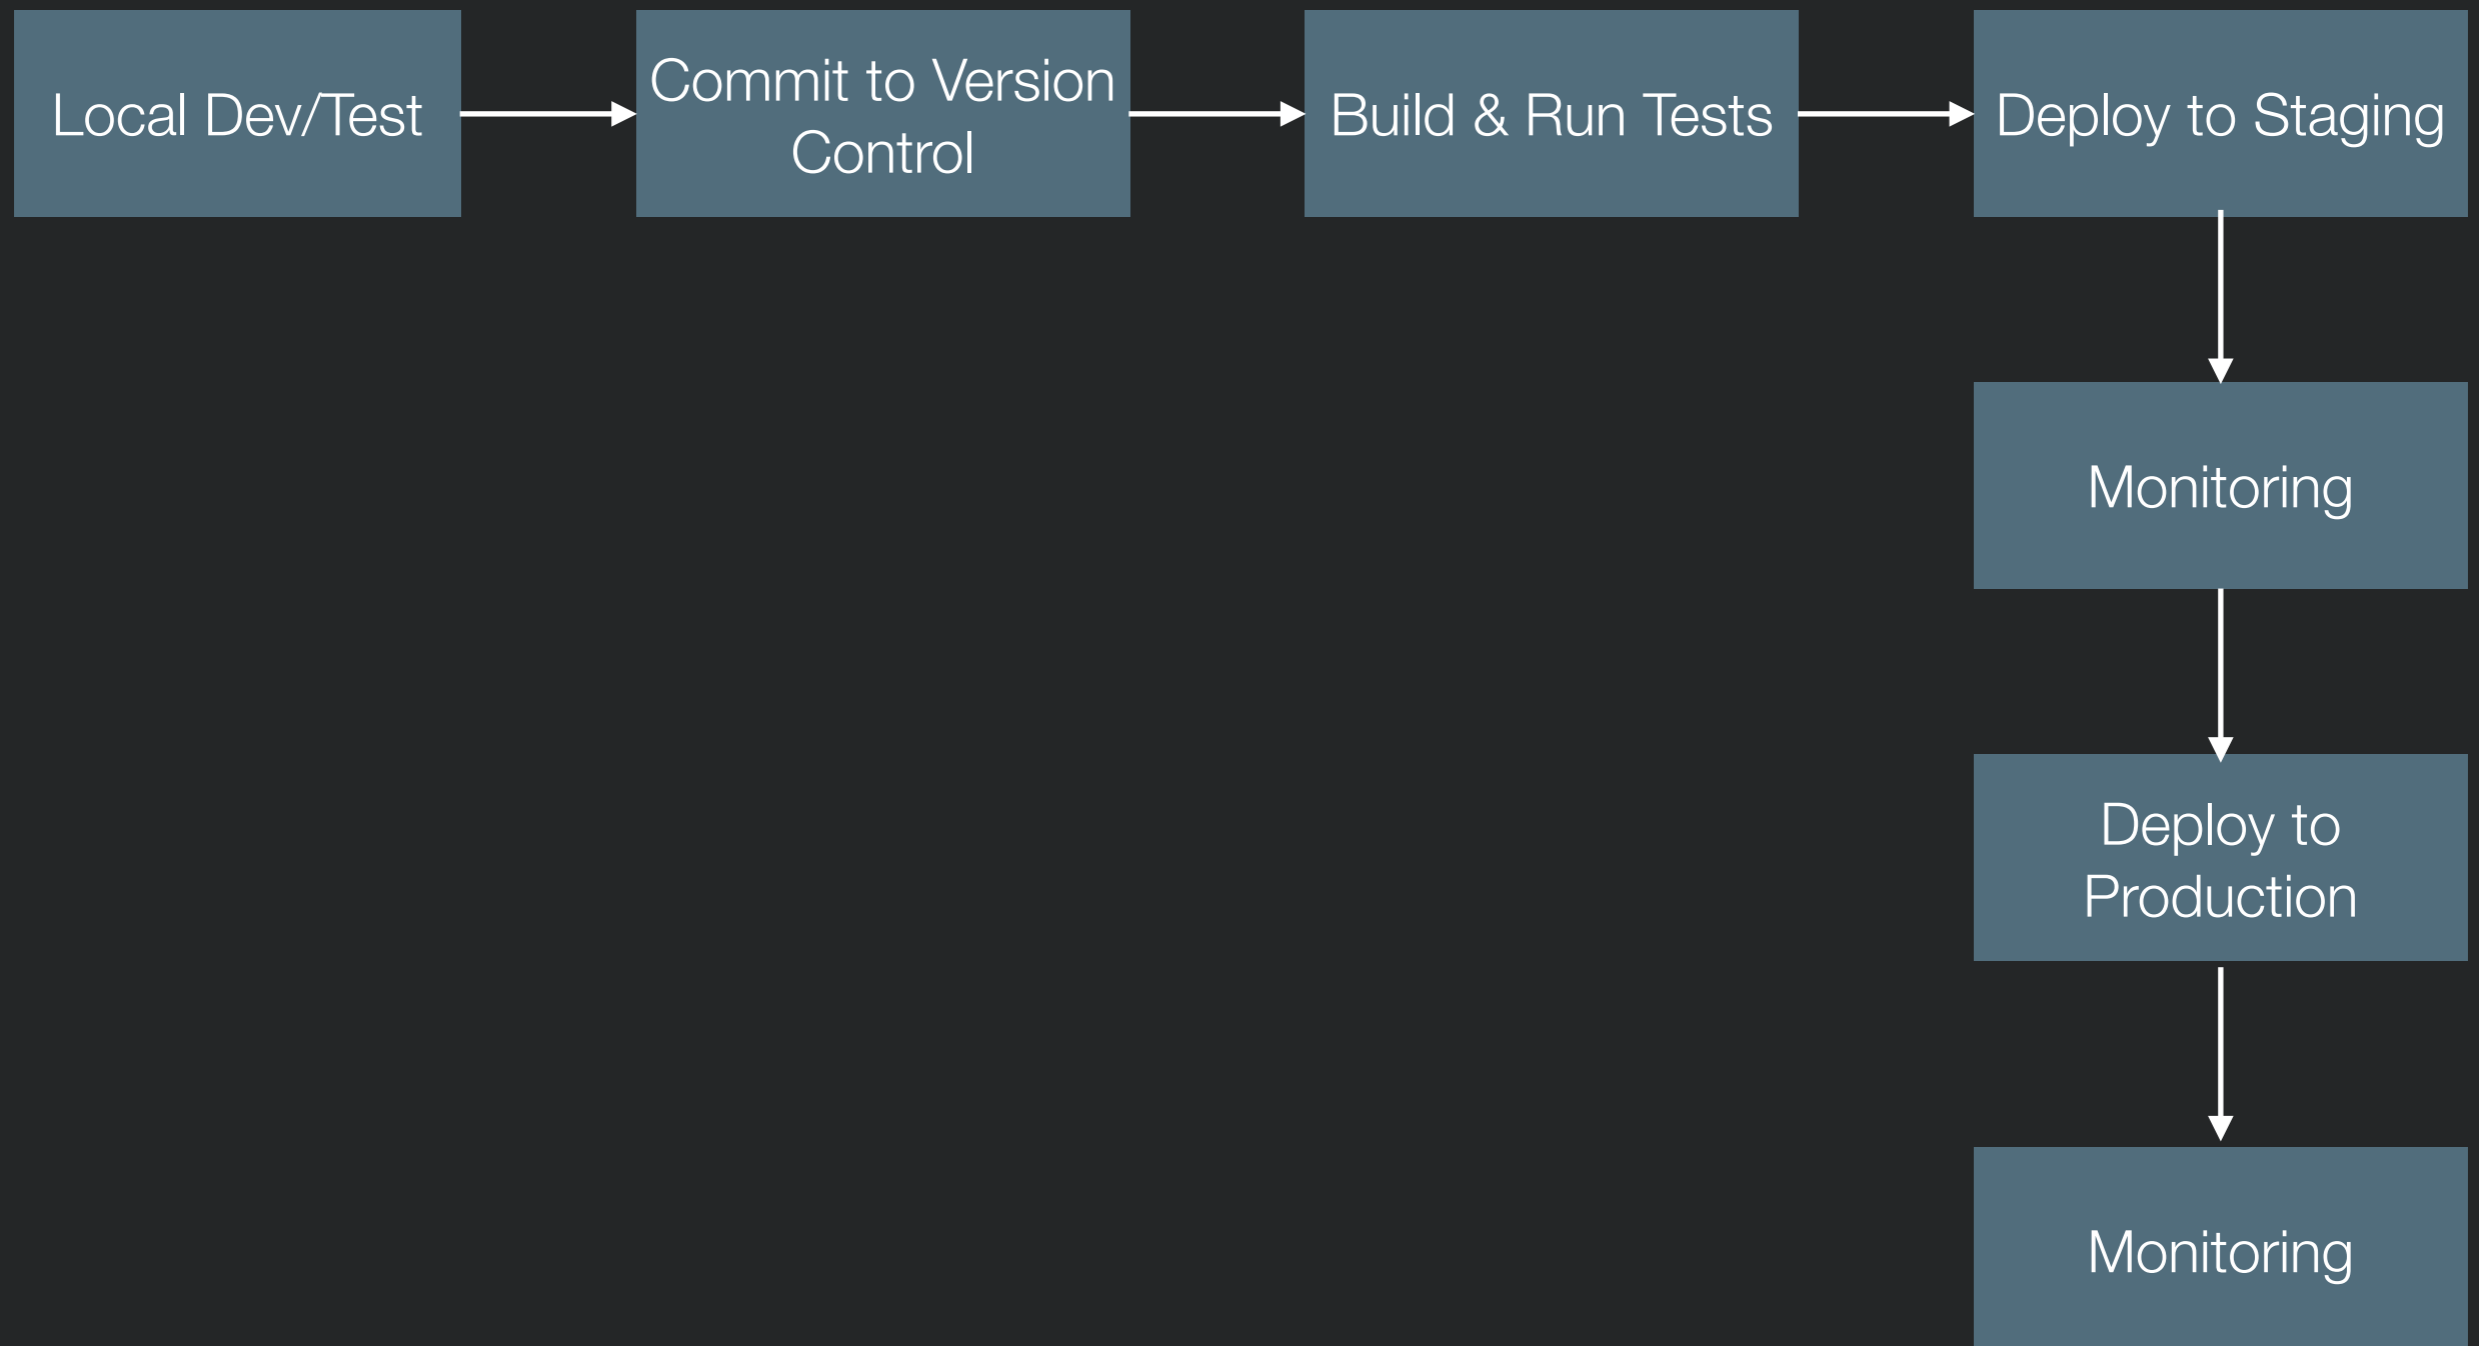 Local Dev/Test
Commit to Version
Control
Build & Run Tests
Deploy to Staging
Monitoring
Deploy to
Production
Monitoring